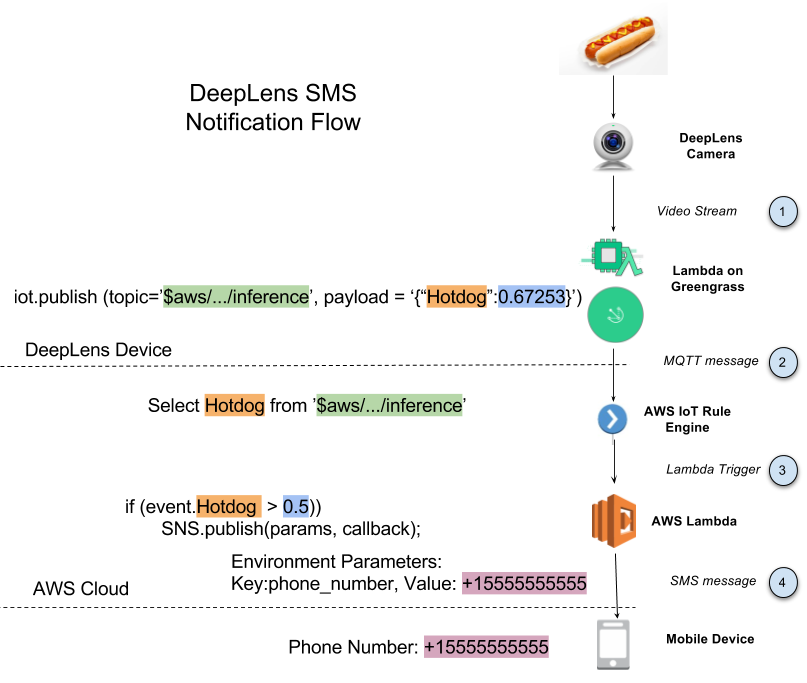 DeepLens SMS
Notification Flow
DeepLens
Camera
Video Stream
1
Lambda on
Greengrass
iot.publish (topic=’$aws/.../inference’, payload = ‘{“Hotdog”:0.67253}’)
DeepLens Device
MQTT message
2
Select Hotdog from ’$aws/.../inference’
AWS IoT Rule
Engine
Lambda Trigger
3
if (event.Hotdog > 0.5))
SNS.publish(params, callback);
AWS Lambda
Environment Parameters:
Key:phone_number, Value: +15555555555
SMS message
4
AWS Cloud
Phone Number: +15555555555
Mobile Device